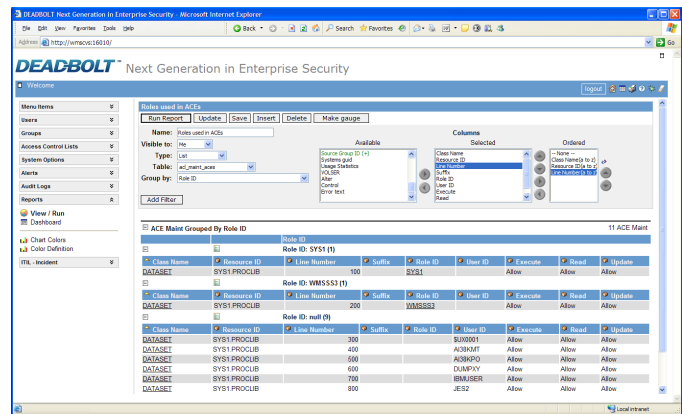 DEADBOLT Next Generation in Enterprise Security - Microsoft Internet Explorer
File Edit View Favorites Tools Help
Back Search Favorites
Address http://wmscvs:16010/ Go
DEADBOLT™ Next Generation in Enterprise Security
Welcome logout
Menu Items
Users
Groups
Access Control Lists
System Options
Alerts
Audit Logs
Reports
View / Run
Dashboard
Chart Colors
Color Definition
ITIL - Incident
Roles used in ACEs
Run Report Update Save Insert Delete Make gauge
Name: Roles used in ACEs
Visible to: Me
Type: List
Table: acl_maint_aces
Group by: Role ID
Add Filter
Columns
Available Selected Ordered
Source Group ID (+)
Systems guid
Usage Statistics
VOLSER
Alter
Control
Error text
Class Name
Resource ID
Line Number
Suffix
Role ID
User ID
Execute
Read
-- None --
Class Name(a to z)
Resource ID(a to z)
Line Number(a to z)
ACE Maint Grouped By Role ID 11 ACE Maint
Role ID
Role ID: SYS1 (1)
Class Name Resource ID Line Number Suffix Role ID User ID Execute Read Update
DATASET SYS1.PROCLIB 100 SYS1 Allow Allow Allow
Role ID: WMSSS3 (1)
Class Name Resource ID Line Number Suffix Role ID User ID Execute Read Update
DATASET SYS1.PROCLIB 200 WMSSS3 Allow Allow Allow
Role ID: null (9)
Class Name Resource ID Line Number Suffix Role ID User ID Execute Read Update
DATASET SYS1.PROCLIB 300 $UX0001 Allow Allow Allow
DATASET SYS1.PROCLIB 400 AI38KMT Allow Allow Allow
DATASET SYS1.PROCLIB 500 AI38KPO Allow Allow Allow
DATASET SYS1.PROCLIB 600 DUMPXY Allow Allow Allow
DATASET SYS1.PROCLIB 700 IBMUSER Allow Allow Allow
DATASET SYS1.PROCLIB 800 JES2 Allow Allow Allow
Local intranet